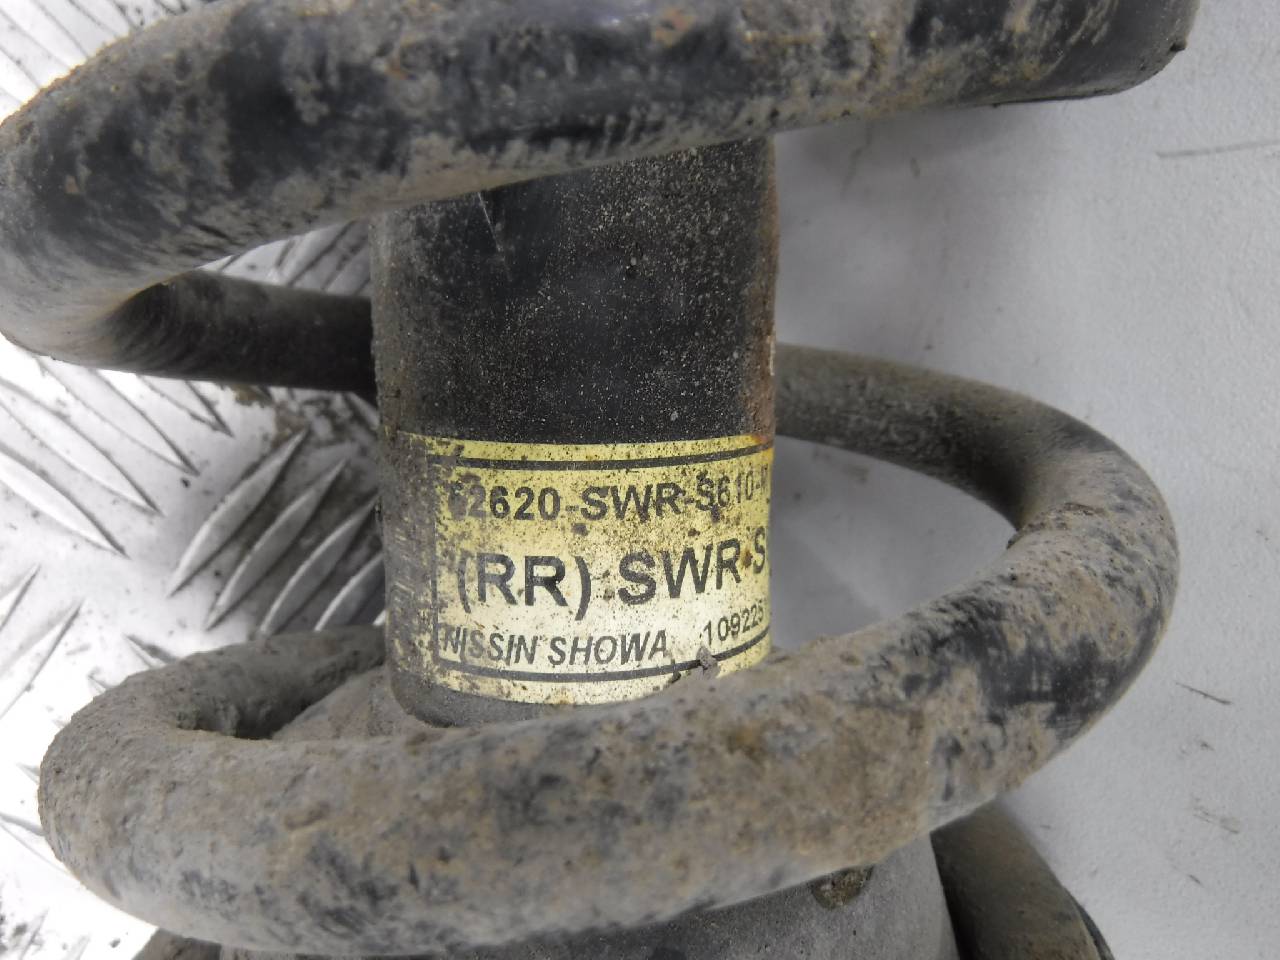 52620-SWR-S610-
(RR) SWR-S
NISSIN SHOWA 109225